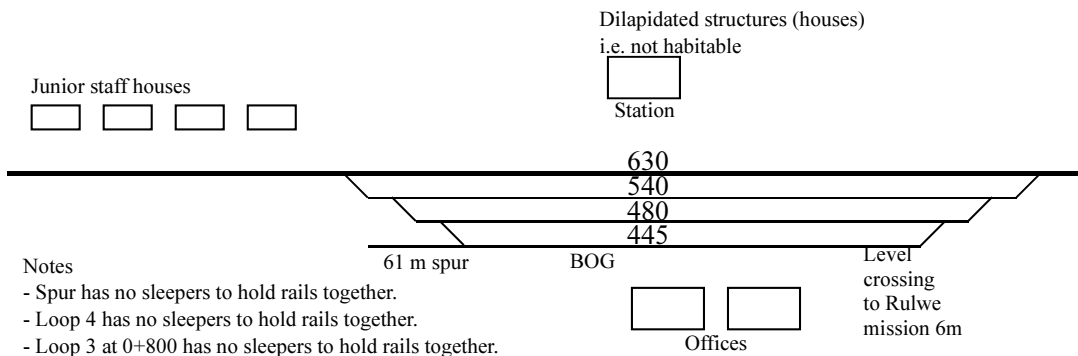 Dilapidated structures (houses)
i.e. not habitable
Junior staff houses
Station
630
540
480
445
61 m spur
BOG
Level
crossing
to Rulwe
mission 6m
Notes
- Spur has no sleepers to hold rails together.
- Loop 4 has no sleepers to hold rails together.
- Loop 3 at 0+800 has no sleepers to hold rails together.
Offices